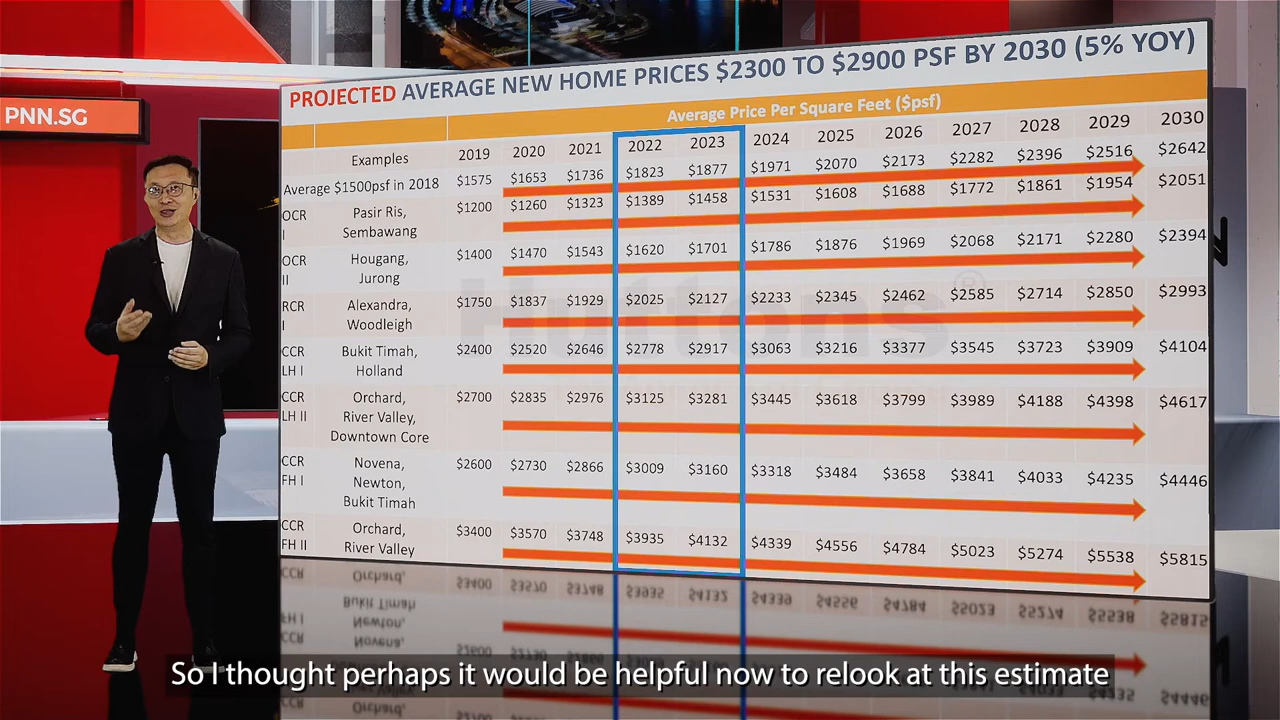 PROJECTED AVERAGE NEW HOME PRICES $2300 TO $2900 PSF BY 2030 (5% YOY)
PNN.SG
Average Price Per Square Feet ($psf)
Examples 2019 2020 2021 2022 2023 2024 2025 2026 2027 2028 2029 2030
Average $1500psf in 2018 $1575 $1653 $1736 $1823 $1877 $1971 $2070 $2173 $2282 $2396 $2516 $2642
OCR I Pasir Ris, Sembawang $1200 $1260 $1323 $1389 $1458 $1531 $1608 $1688 $1772 $1861 $1954 $2051
OCR II Hougang, Jurong $1400 $1470 $1543 $1620 $1701 $1786 $1876 $1969 $2068 $2171 $2280 $2394
RCR I Alexandra, Woodleigh $1750 $1837 $1929 $2025 $2127 $2233 $2345 $2462 $2585 $2714 $2850 $2993
CCR LH I Bukit Timah, Holland $2400 $2520 $2646 $2778 $2917 $3063 $3216 $3377 $3545 $3723 $3909 $4104
CCR LH II Orchard, River Valley, Downtown Core $2700 $2835 $2976 $3125 $3281 $3445 $3618 $3799 $3989 $4188 $4398 $4617
CCR FH I Novena, Newton, Bukit Timah $2600 $2730 $2866 $3009 $3160 $3318 $3484 $3658 $3841 $4033 $4235 $4446
CCR FH II Orchard, River Valley $3400 $3570 $3748 $3935 $4132 $4339 $4556 $4784 $5023 $5274 $5538 $5815
Huttons®
So I thought perhaps it would be helpful now to relook at this estimate